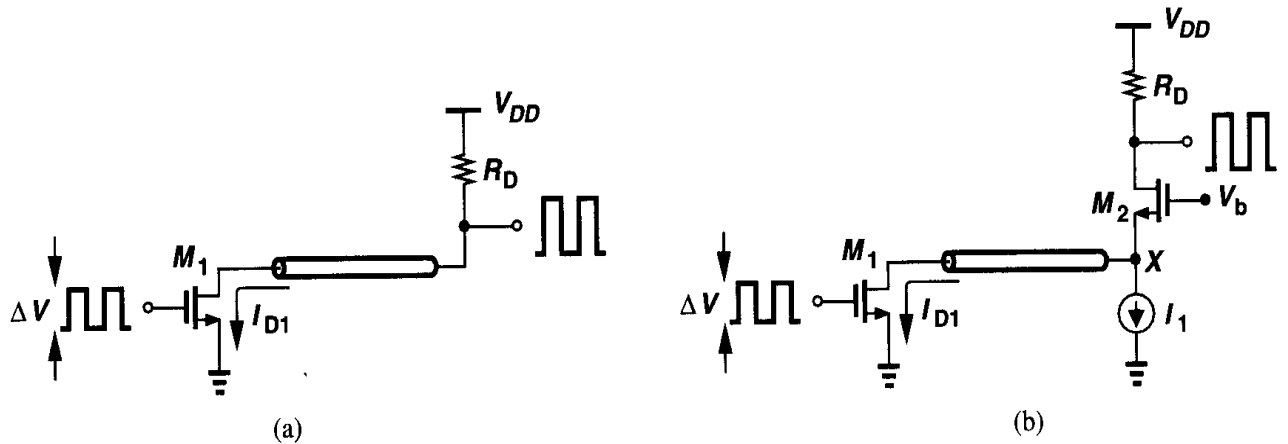 V_DD
R_D
M_1
ΔV
I_D1
(a)
V_DD
R_D
M_2
V_b
M_1
X
ΔV
I_D1
I_1
(b)